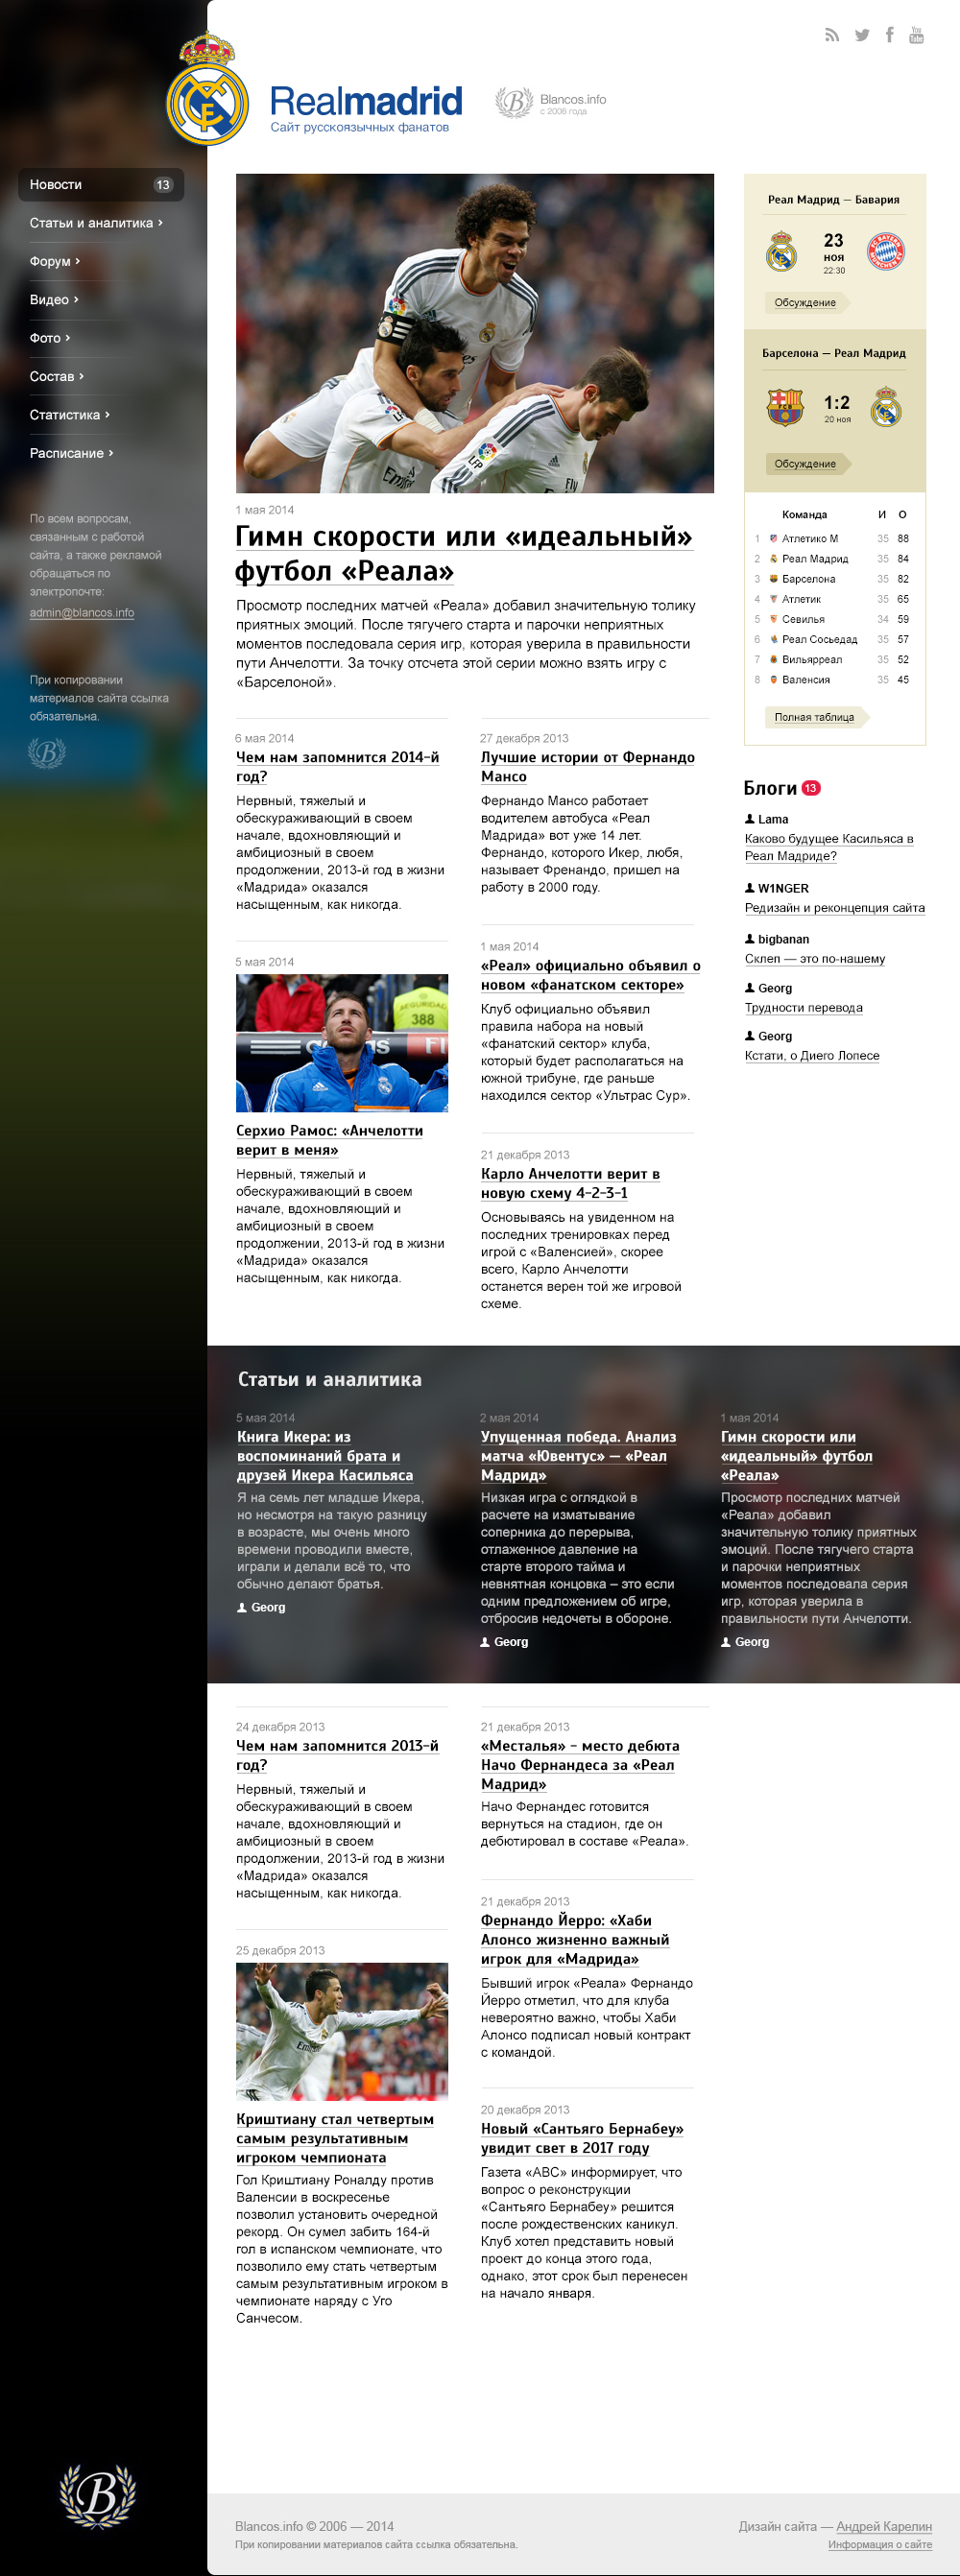 You
Tube
Realmadrid
Сайт русскоязычных фанатов
B
Blancos.info
с 2006 года
Новости 13
Статьи и аналитика ›
Форум ›
Видео ›
Фото ›
Состав ›
Статистика ›
Расписание ›
По всем вопросам,
связанным с работой
сайта, а также рекламой
обращаться по
электропочте:
admin@blancos.info
При копировании
материалов сайта ссылка
обязательна.
B
LFP
1 мая 2014
Гимн скорости или «идеальный»
футбол «Реала»
Просмотр последних матчей «Реала» добавил значительную толику
приятных эмоций. После тягучего старта и парочки неприятных
моментов последовала серия игр, которая уверила в правильности
пути Анчелотти. За точку отсчета этой серии можно взять игру с
«Барселоной».
6 мая 2014
Чем нам запомнится 2014-й
год?
Нервный, тяжелый и
обескураживающий в своем
начале, вдохновляющий и
амбициозный в своем
продолжении, 2013-й год в жизни
«Мадрида» оказался
насыщенным, как никогда.
5 мая 2014
SEGURIDAD
388
adidas
Fl
Серхио Рамос: «Анчелотти
верит в меня»
Нервный, тяжелый и
обескураживающий в своем
начале, вдохновляющий и
амбициозный в своем
продолжении, 2013-й год в жизни
«Мадрида» оказался
насыщенным, как никогда.
27 декабря 2013
Лучшие истории от Фернандо
Мансо
Фернандо Мансо работает
водителем автобуса «Реал
Мадрида» вот уже 14 лет.
Фернандо, которого Икер, любя,
называет Френандо, пришел на
работу в 2000 году.
1 мая 2014
«Реал» официально объявил о
новом «фанатском секторе»
Клуб официально объявил
правила набора на новый
«фанатский сектор» клуба,
который будет располагаться на
южной трибуне, где раньше
находился сектор «Ультрас Сур».
21 декабря 2013
Карло Анчелотти верит в
новую схему 4-2-3-1
Основываясь на увиденном на
последних тренировках перед
игрой с «Валенсией», скорее
всего, Карло Анчелотти
останется верен той же игровой
схеме.
Реал Мадрид — Бавария
23
ноя
22:30
FC BAYERN
MÜNCHEN
Обсуждение
Барселона — Реал Мадрид
FCB
1:2
20 ноя
Обсуждение
Команда И О
1 Атлетико М 35 88
2 Реал Мадрид 35 84
3 Барселона 35 82
4 Атлетик 35 65
5 Севилья 34 59
6 Реал Сосьедад 35 57
7 Вильярреал 35 52
8 Валенсия 35 45
Полная таблица
Блоги 13
Lama
Каково будущее Касильяса в
Реал Мадриде?
W1NGER
Редизайн и реконцепция сайта
bigbanan
Склеп — это по-нашему
Georg
Трудности перевода
Georg
Кстати, о Диего Лопесе
Статьи и аналитика
5 мая 2014
Книга Икера: из
воспоминаний брата и
друзей Икера Касильяса
Я на семь лет младше Икера,
но несмотря на такую разницу
в возрасте, мы очень много
времени проводили вместе,
играли и делали всё то, что
обычно делают братья.
Georg
2 мая 2014
Упущенная победа. Анализ
матча «Ювентус» — «Реал
Мадрид»
Низкая игра с оглядкой в
расчете на изматывание
соперника до перерыва,
отлаженное давление на
старте второго тайма и
невнятная концовка – это если
одним предложением об игре,
отбросив недочеты в обороне.
Georg
1 мая 2014
Гимн скорости или
«идеальный» футбол
«Реала»
Просмотр последних матчей
«Реала» добавил
значительную толику приятных
эмоций. После тягучего старта
и парочки неприятных
моментов последовала серия
игр, которая уверила в
правильности пути Анчелотти.
Georg
24 декабря 2013
Чем нам запомнится 2013-й
год?
Нервный, тяжелый и
обескураживающий в своем
начале, вдохновляющий и
амбициозный в своем
продолжении, 2013-й год в жизни
«Мадрида» оказался
насыщенным, как никогда.
25 декабря 2013
Криштиану стал четвертым
самым результативным
игроком чемпионата
Гол Криштиану Роналду против
Валенсии в воскресенье
позволил установить очередной
рекорд. Он сумел забить 164-й
гол в испанском чемпионате, что
позволило ему стать четвертым
самым результативным игроком в
чемпионате наряду с Уго
Санчесом.
21 декабря 2013
«Месталья» - место дебюта
Начо Фернандеса за «Реал
Мадрид»
Начо Фернандес готовится
вернуться на стадион, где он
дебютировал в составе «Реала».
21 декабря 2013
Фернандо Йерро: «Хаби
Алонсо жизненно важный
игрок для «Мадрида»
Бывший игрок «Реала» Фернандо
Йерро отметил, что для клуба
невероятно важно, чтобы Хаби
Алонсо подписал новый контракт
с командой.
20 декабря 2013
Новый «Сантьяго Бернабеу»
увидит свет в 2017 году
Газета «АВС» информирует, что
вопрос о реконструкции
«Сантьяго Бернабеу» решится
после рождественских каникул.
Клуб хотел представить новый
проект до конца этого года,
однако, этот срок был перенесен
на начало января.
B
Blancos.info © 2006 — 2014
При копировании материалов сайта ссылка обязательна.
Дизайн сайта — Андрей Карелин
Информация о сайте